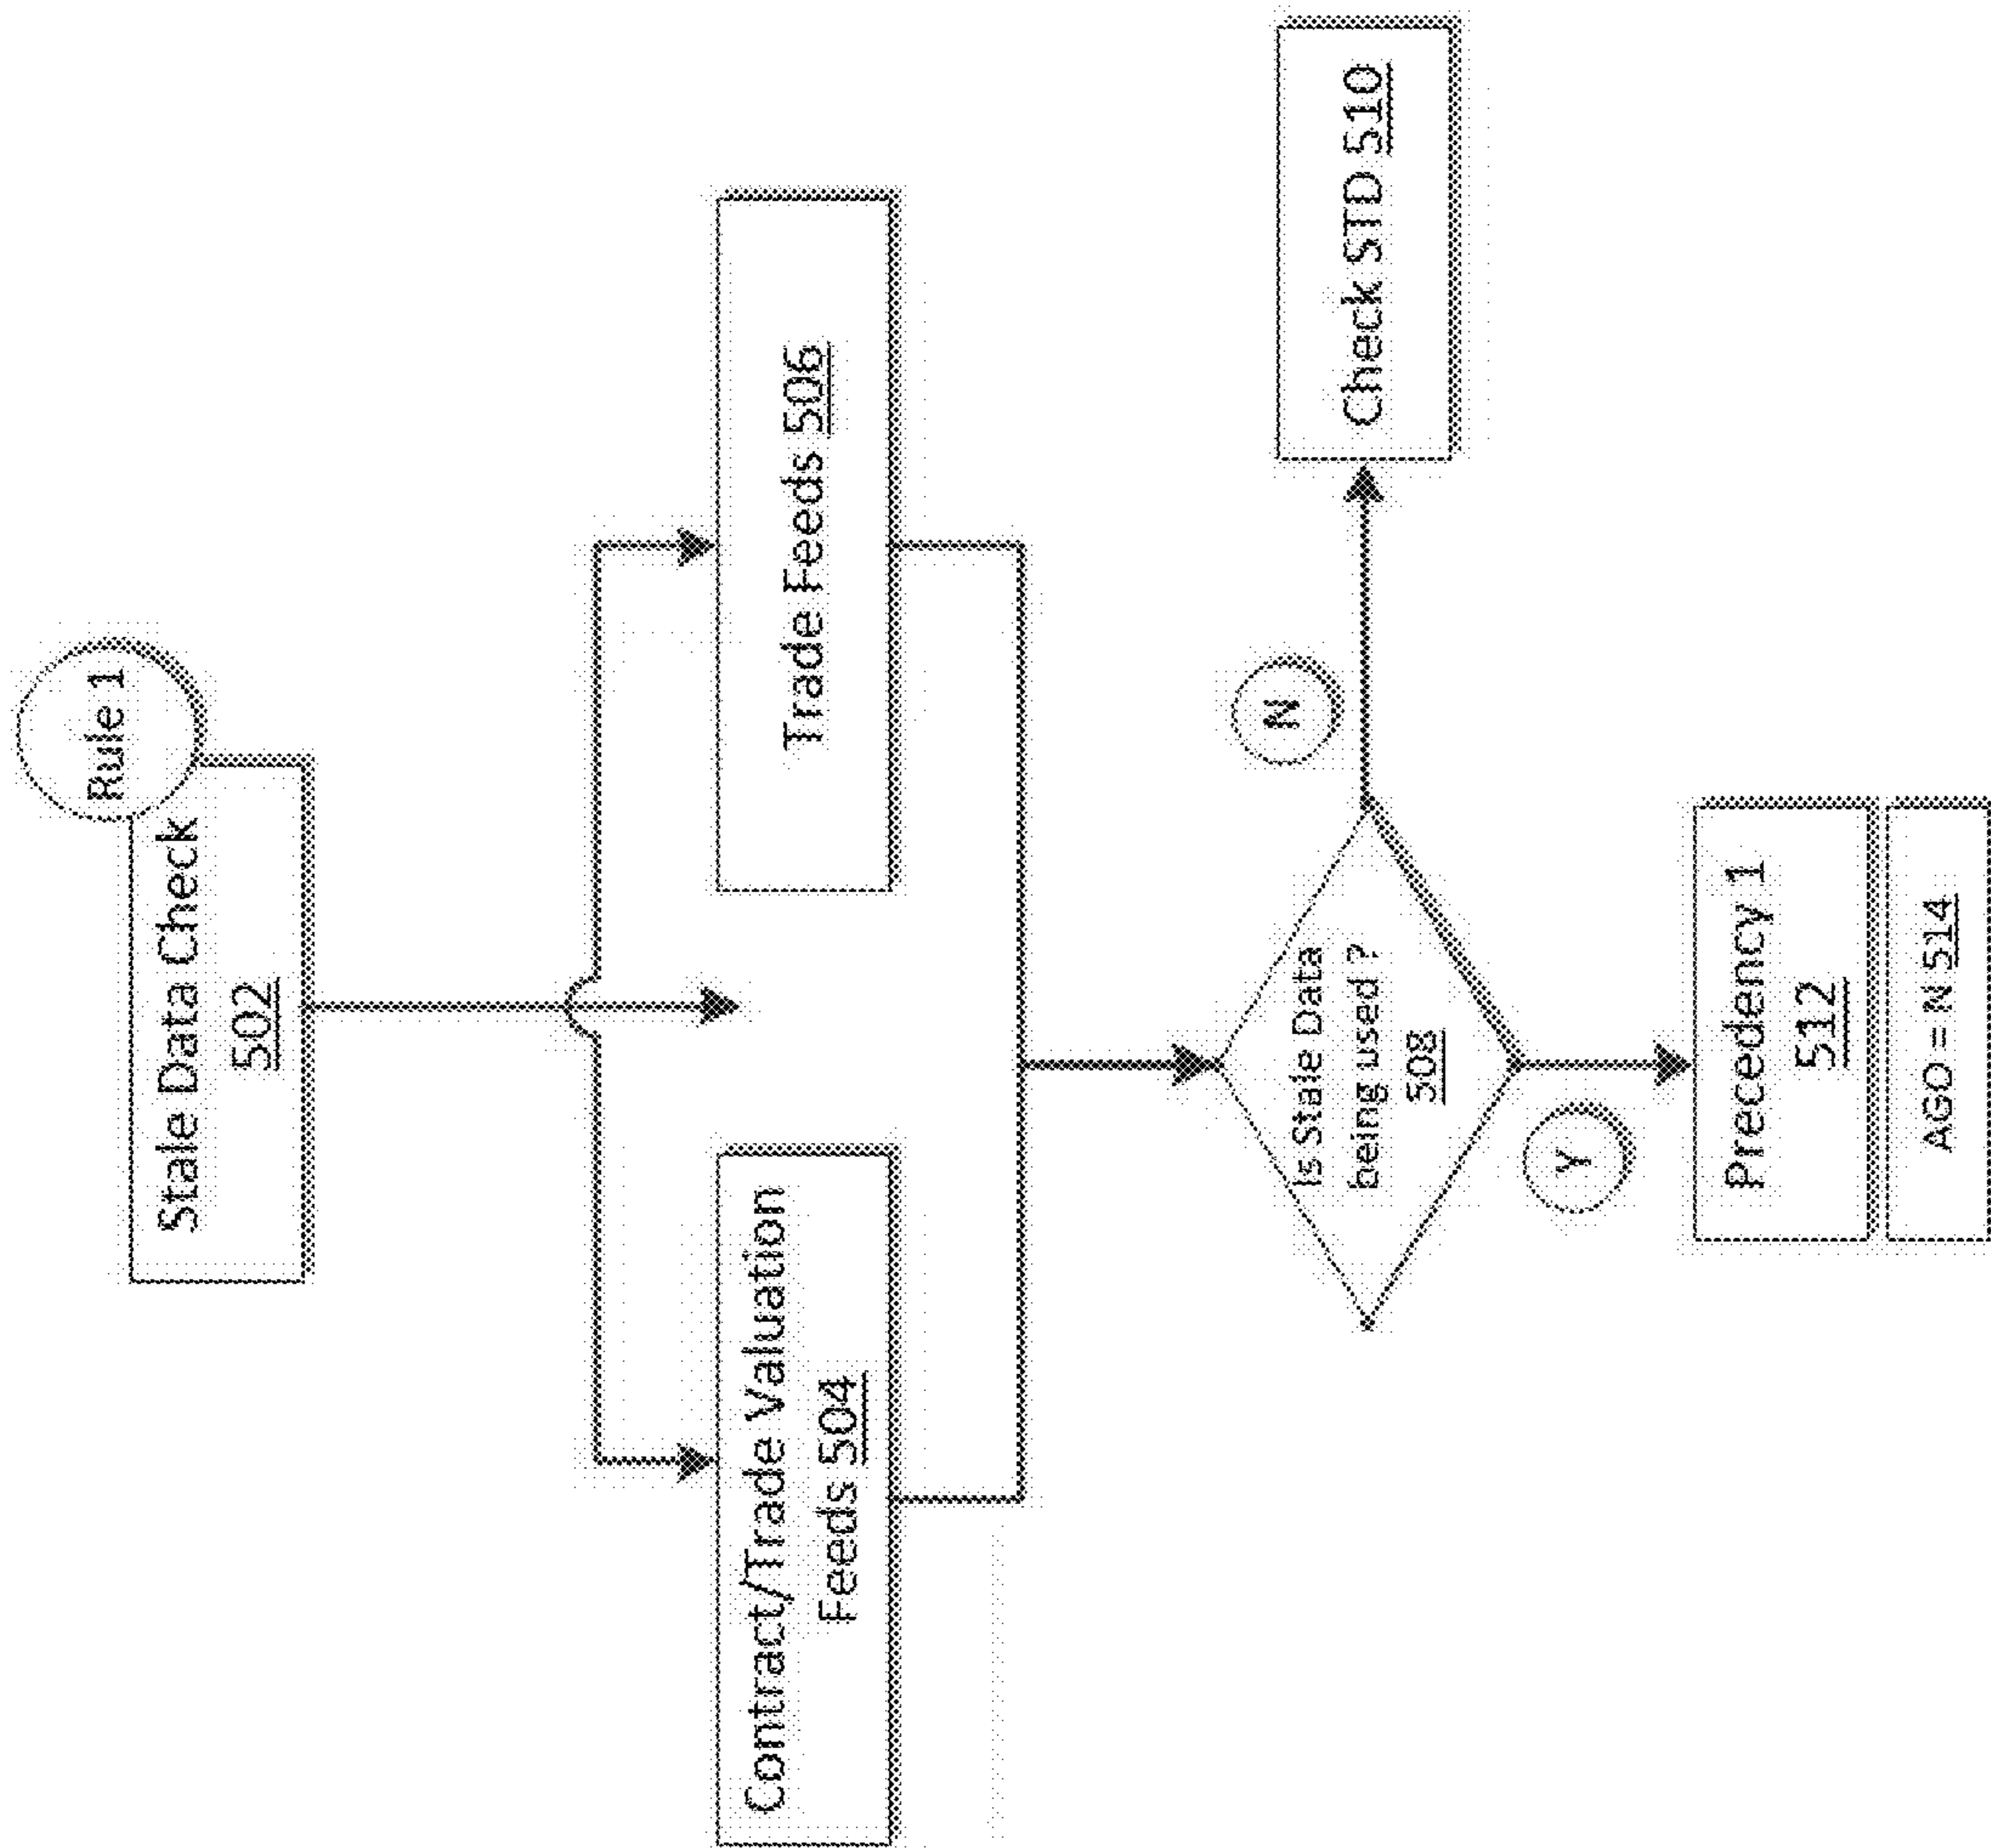 Rule 1
Stale Data Check
502
Contract/Trade Valuation
Feeds 504
Trade Feeds 506
Is Stale Data
being used ?
508
N
Check STD 510
Y
Precedency 1
512
AGO = N 514